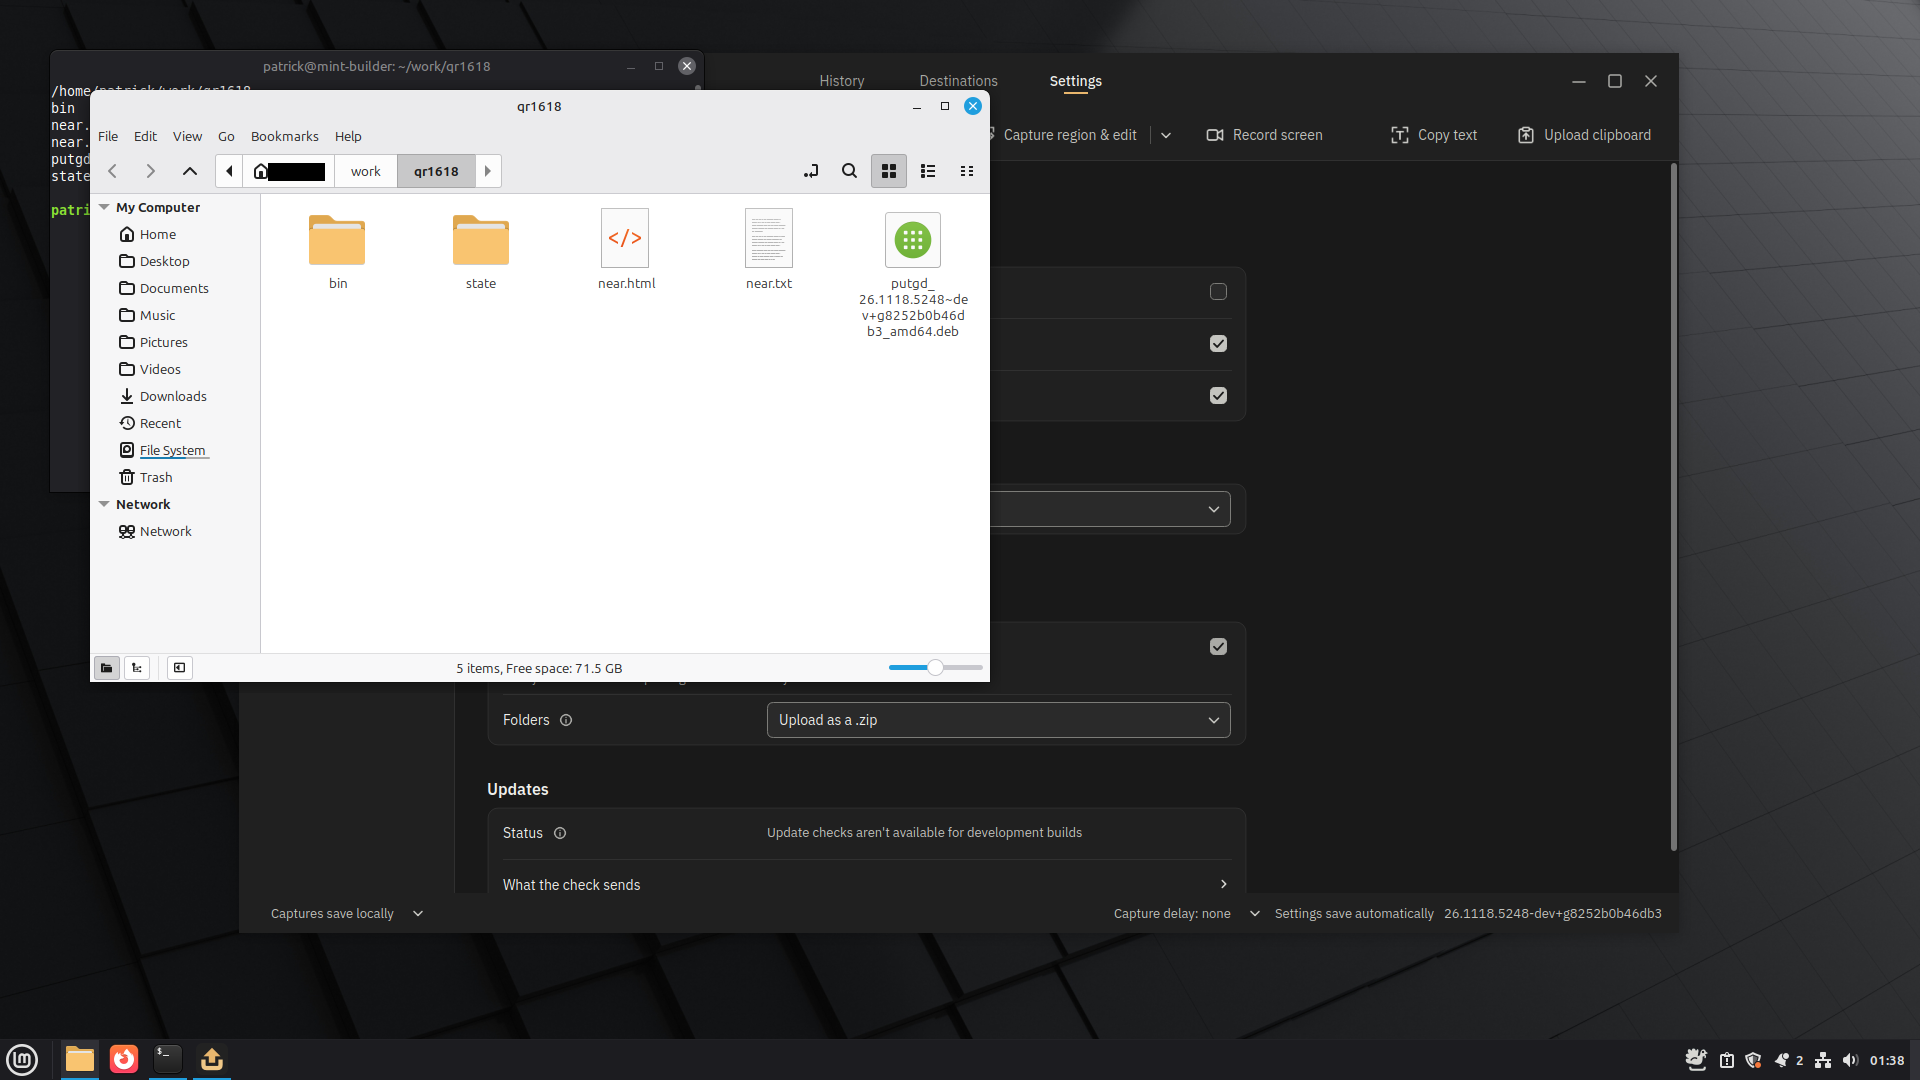 patrick@mint-builder: ~/work/qr1618
/home/patrick/work/qr1618
bin
near.
near.
putgd
state
patri
qr1618
File Edit View Go Bookmarks Help
work qr1618
My Computer
Home
Desktop
Documents
Music
Pictures
Videos
Downloads
Recent
File System
Trash
Network
Network
bin
state
near.html
near.txt
putgd_
26.1118.5248~de
v+g8252b0b46d
b3_amd64.deb
5 items, Free space: 71.5 GB
History Destinations Settings
Capture region & edit Record screen Copy text Upload clipboard
Folders Upload as a .zip
Updates
Status Update checks aren't available for development builds
What the check sends
Captures save locally Capture delay: none Settings save automatically 26.1118.5248-dev+g8252b0b46db3
2 01:38